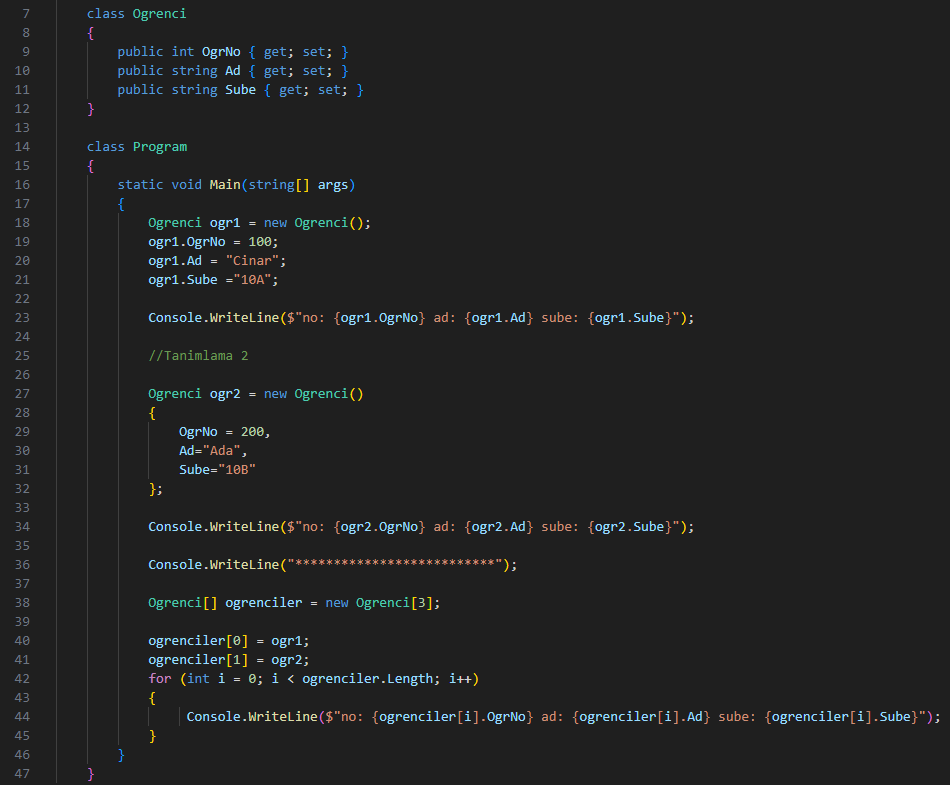 7 class Ogrenci
8 {
9 public int OgrNo { get; set; }
10 public string Ad { get; set; }
11 public string Sube { get; set; }
12 }
13
14 class Program
15 {
16 static void Main(string[] args)
17 {
18 Ogrenci ogr1 = new Ogrenci();
19 ogr1.OgrNo = 100;
20 ogr1.Ad = "Cinar";
21 ogr1.Sube ="10A";
22
23 Console.WriteLine($"no: {ogr1.OgrNo} ad: {ogr1.Ad} sube: {ogr1.Sube}");
24
25 //Tanimlama 2
26
27 Ogrenci ogr2 = new Ogrenci()
28 {
29 OgrNo = 200,
30 Ad="Ada",
31 Sube="10B"
32 };
33
34 Console.WriteLine($"no: {ogr2.OgrNo} ad: {ogr2.Ad} sube: {ogr2.Sube}");
35
36 Console.WriteLine("**************************");
37
38 Ogrenci[] ogrenciler = new Ogrenci[3];
39
40 ogrenciler[0] = ogr1;
41 ogrenciler[1] = ogr2;
42 for (int i = 0; i < ogrenciler.Length; i++)
43 {
44 Console.WriteLine($"no: {ogrenciler[i].OgrNo} ad: {ogrenciler[i].Ad} sube: {ogrenciler[i].Sube}");
45 }
46 }
47 }